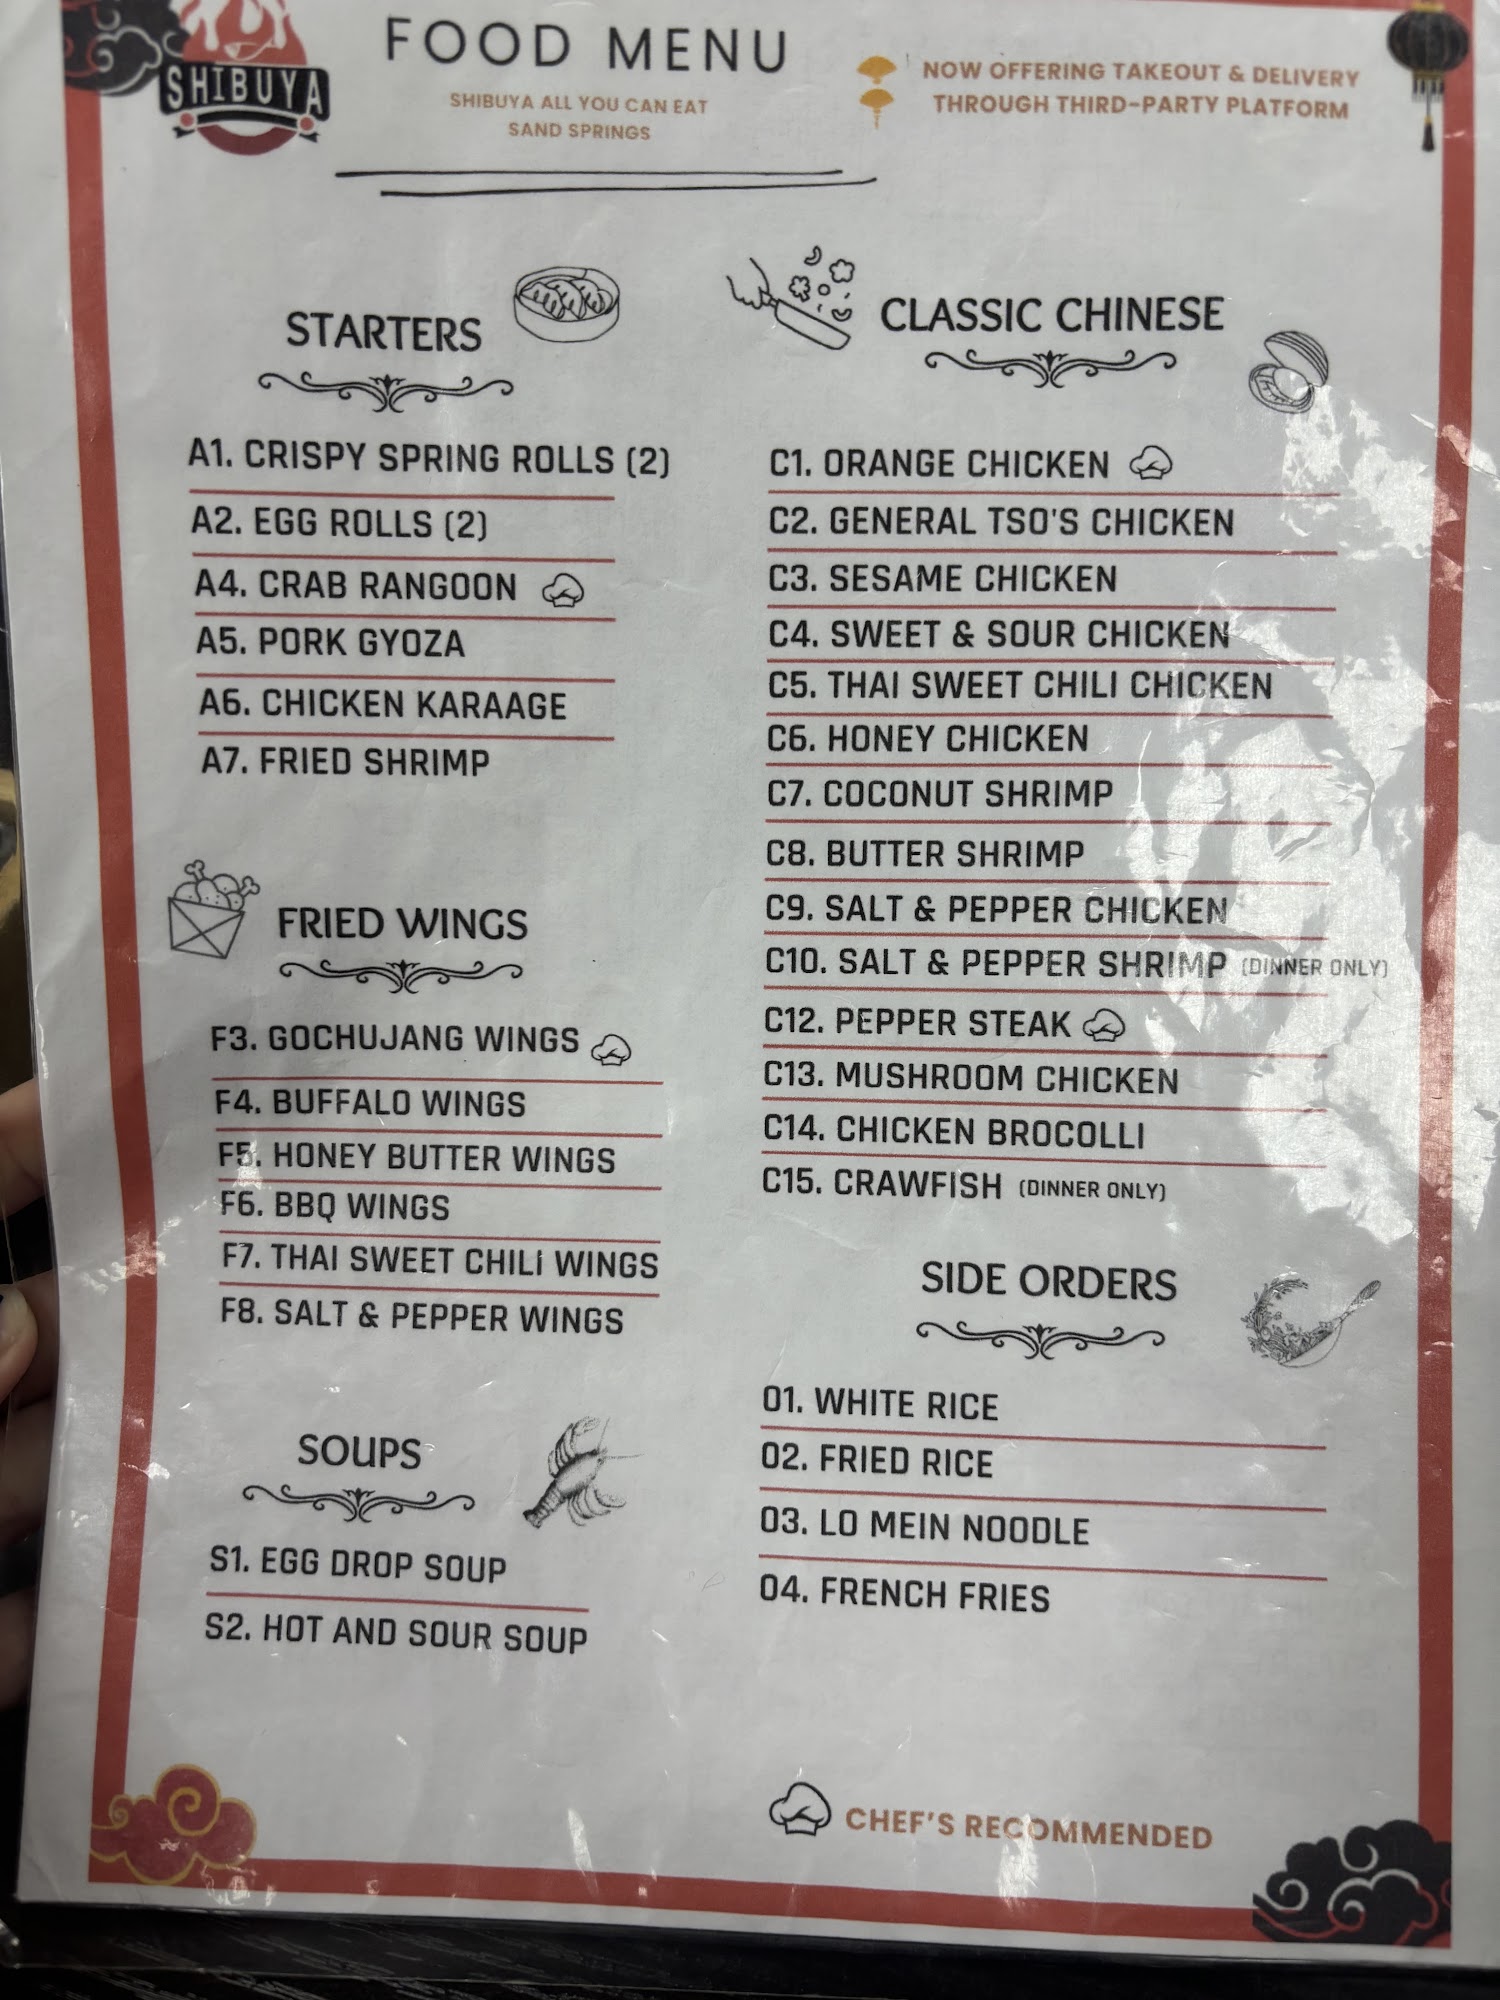 SHIBUYA
FOOD MENU
SHIBUYA ALL YOU CAN EAT
SAND SPRINGS
NOW OFFERING TAKEOUT & DELIVERY
THROUGH THIRD-PARTY PLATFORM
STARTERS
A1. CRISPY SPRING ROLLS (2)
A2. EGG ROLLS (2)
A4. CRAB RANGOON
A5. PORK GYOZA
A6. CHICKEN KARAAGE
A7. FRIED SHRIMP
FRIED WINGS
F3. GOCHUJANG WINGS
F4. BUFFALO WINGS
F5. HONEY BUTTER WINGS
F6. BBQ WINGS
F7. THAI SWEET CHILI WINGS
F8. SALT & PEPPER WINGS
SOUPS
S1. EGG DROP SOUP
S2. HOT AND SOUR SOUP
CLASSIC CHINESE
C1. ORANGE CHICKEN
C2. GENERAL TSO'S CHICKEN
C3. SESAME CHICKEN
C4. SWEET & SOUR CHICKEN
C5. THAI SWEET CHILI CHICKEN
C6. HONEY CHICKEN
C7. COCONUT SHRIMP
C8. BUTTER SHRIMP
C9. SALT & PEPPER CHICKEN
C10. SALT & PEPPER SHRIMP (DINNER ONLY)
C12. PEPPER STEAK
C13. MUSHROOM CHICKEN
C14. CHICKEN BROCOLLI
C15. CRAWFISH (DINNER ONLY)
SIDE ORDERS
O1. WHITE RICE
O2. FRIED RICE
O3. LO MEIN NOODLE
O4. FRENCH FRIES
CHEF'S RECOMMENDED